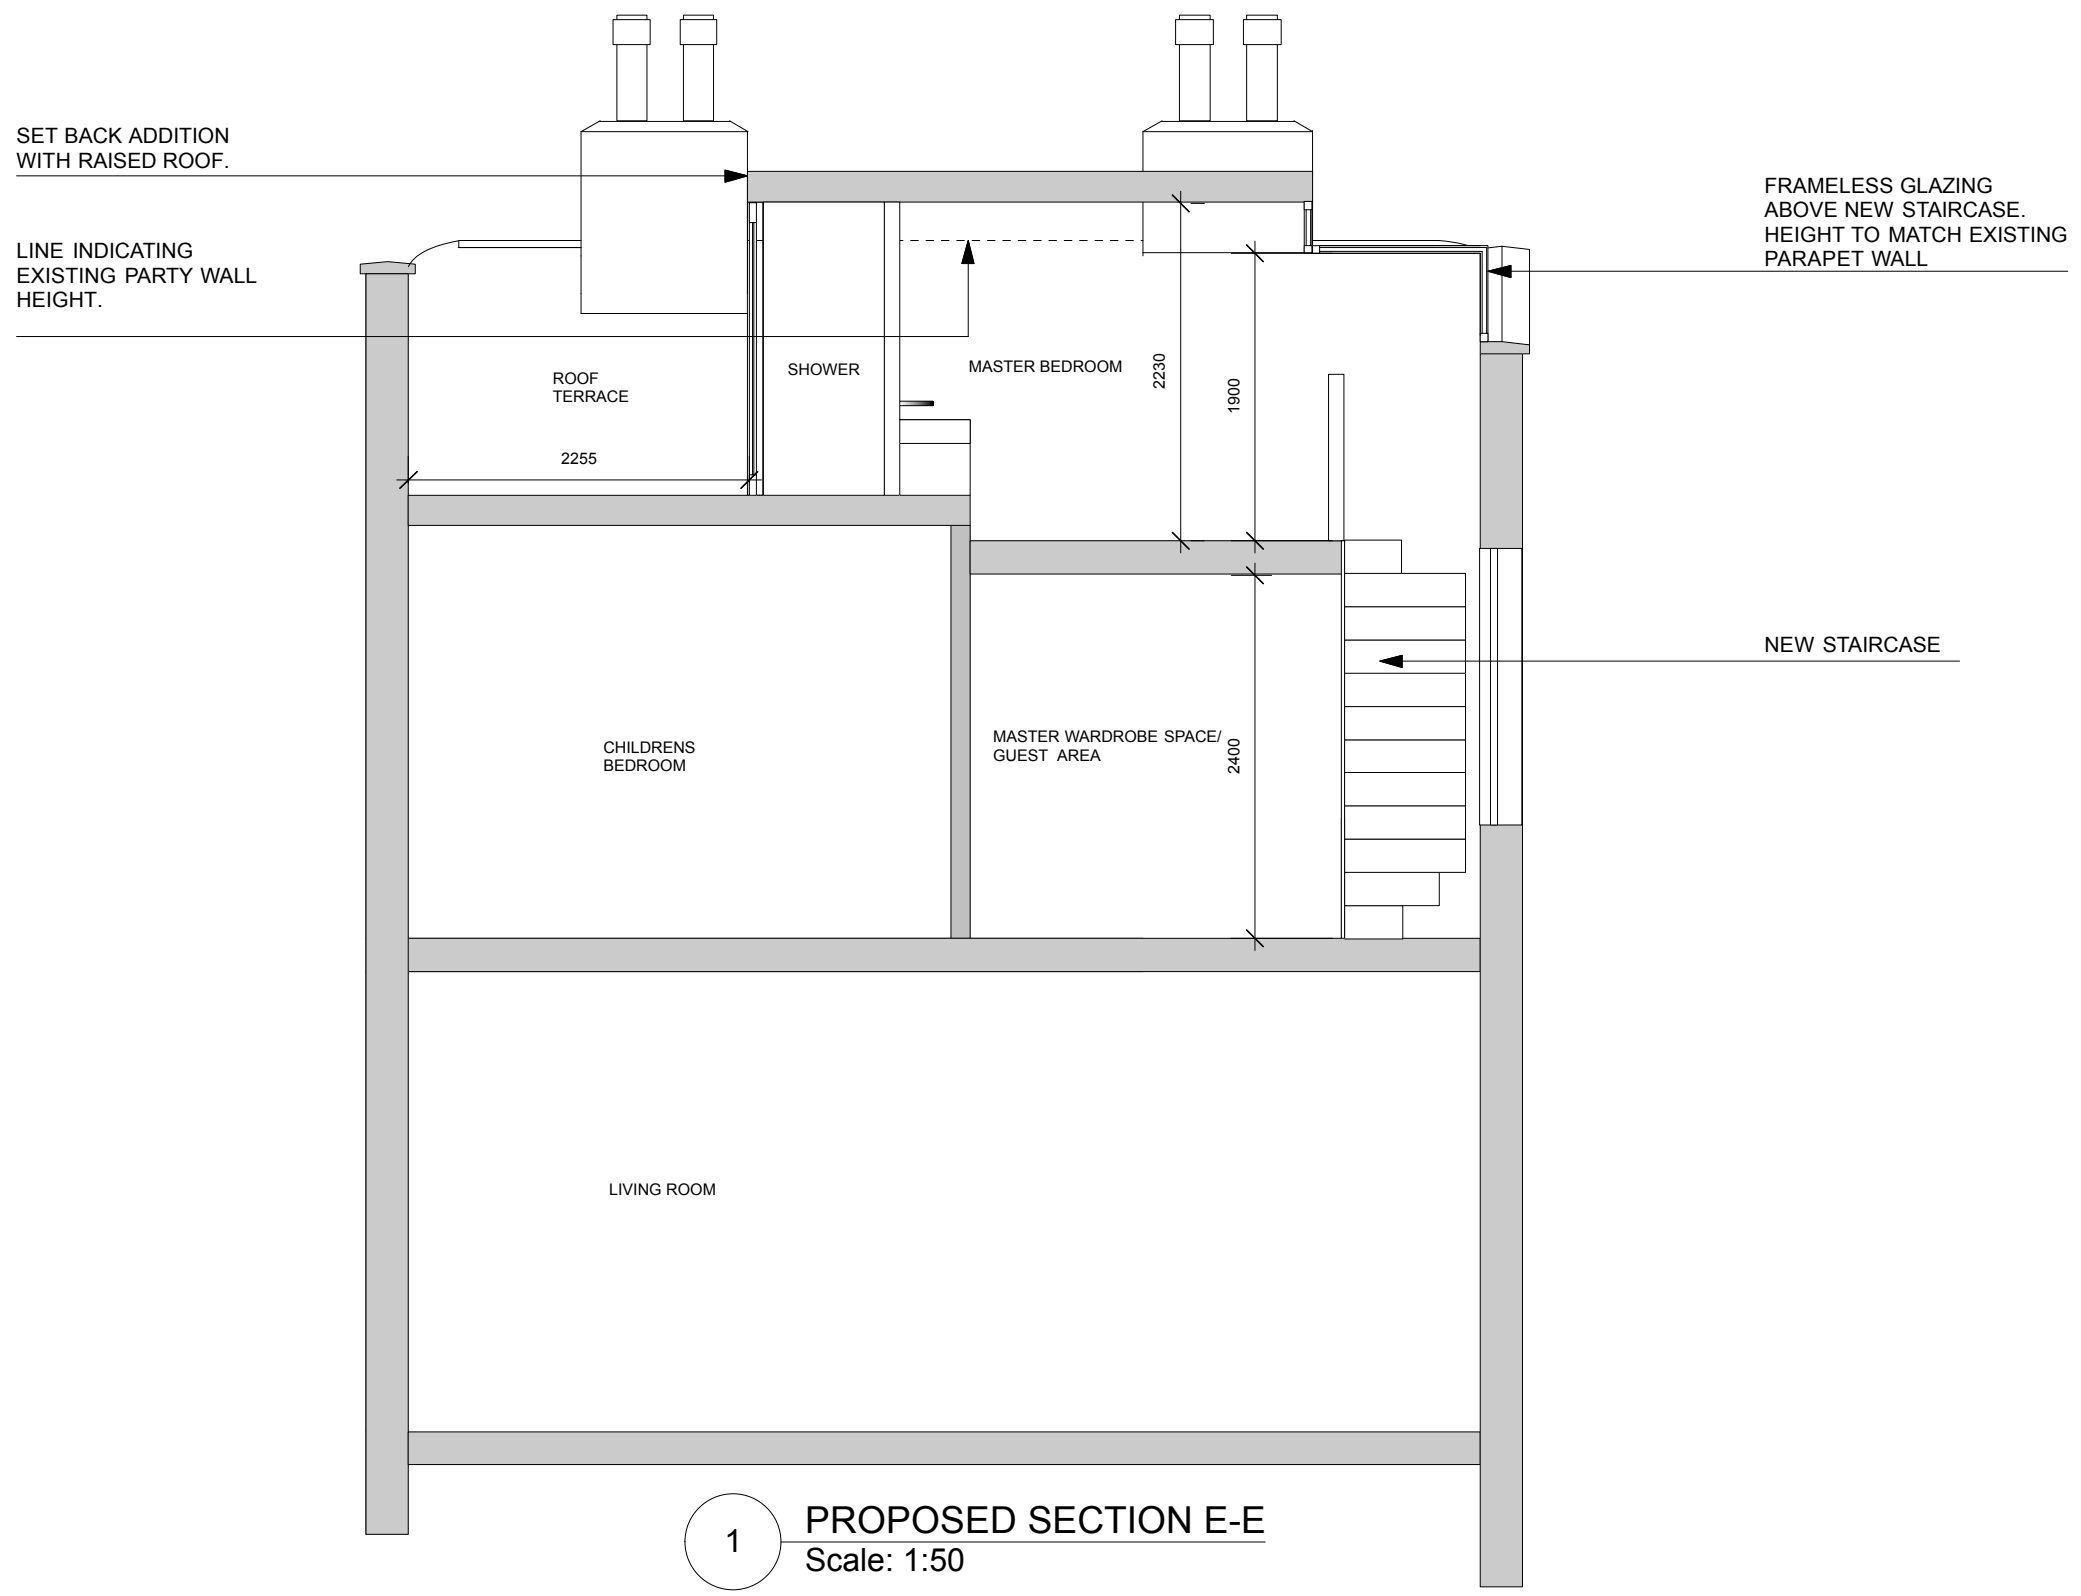 SET BACK ADDITION
WITH RAISED ROOF.
LINE INDICATING
EXISTING PARTY WALL
HEIGHT.
FRAMELESS GLAZING
ABOVE NEW STAIRCASE.
HEIGHT TO MATCH EXISTING
PARAPET WALL
ROOF
TERRACE
SHOWER
MASTER BEDROOM
2230
1900
2255
NEW STAIRCASE
CHILDRENS
BEDROOM
MASTER WARDROBE SPACE/
GUEST AREA
2400
LIVING ROOM
1
PROPOSED SECTION E-E
Scale: 1:50